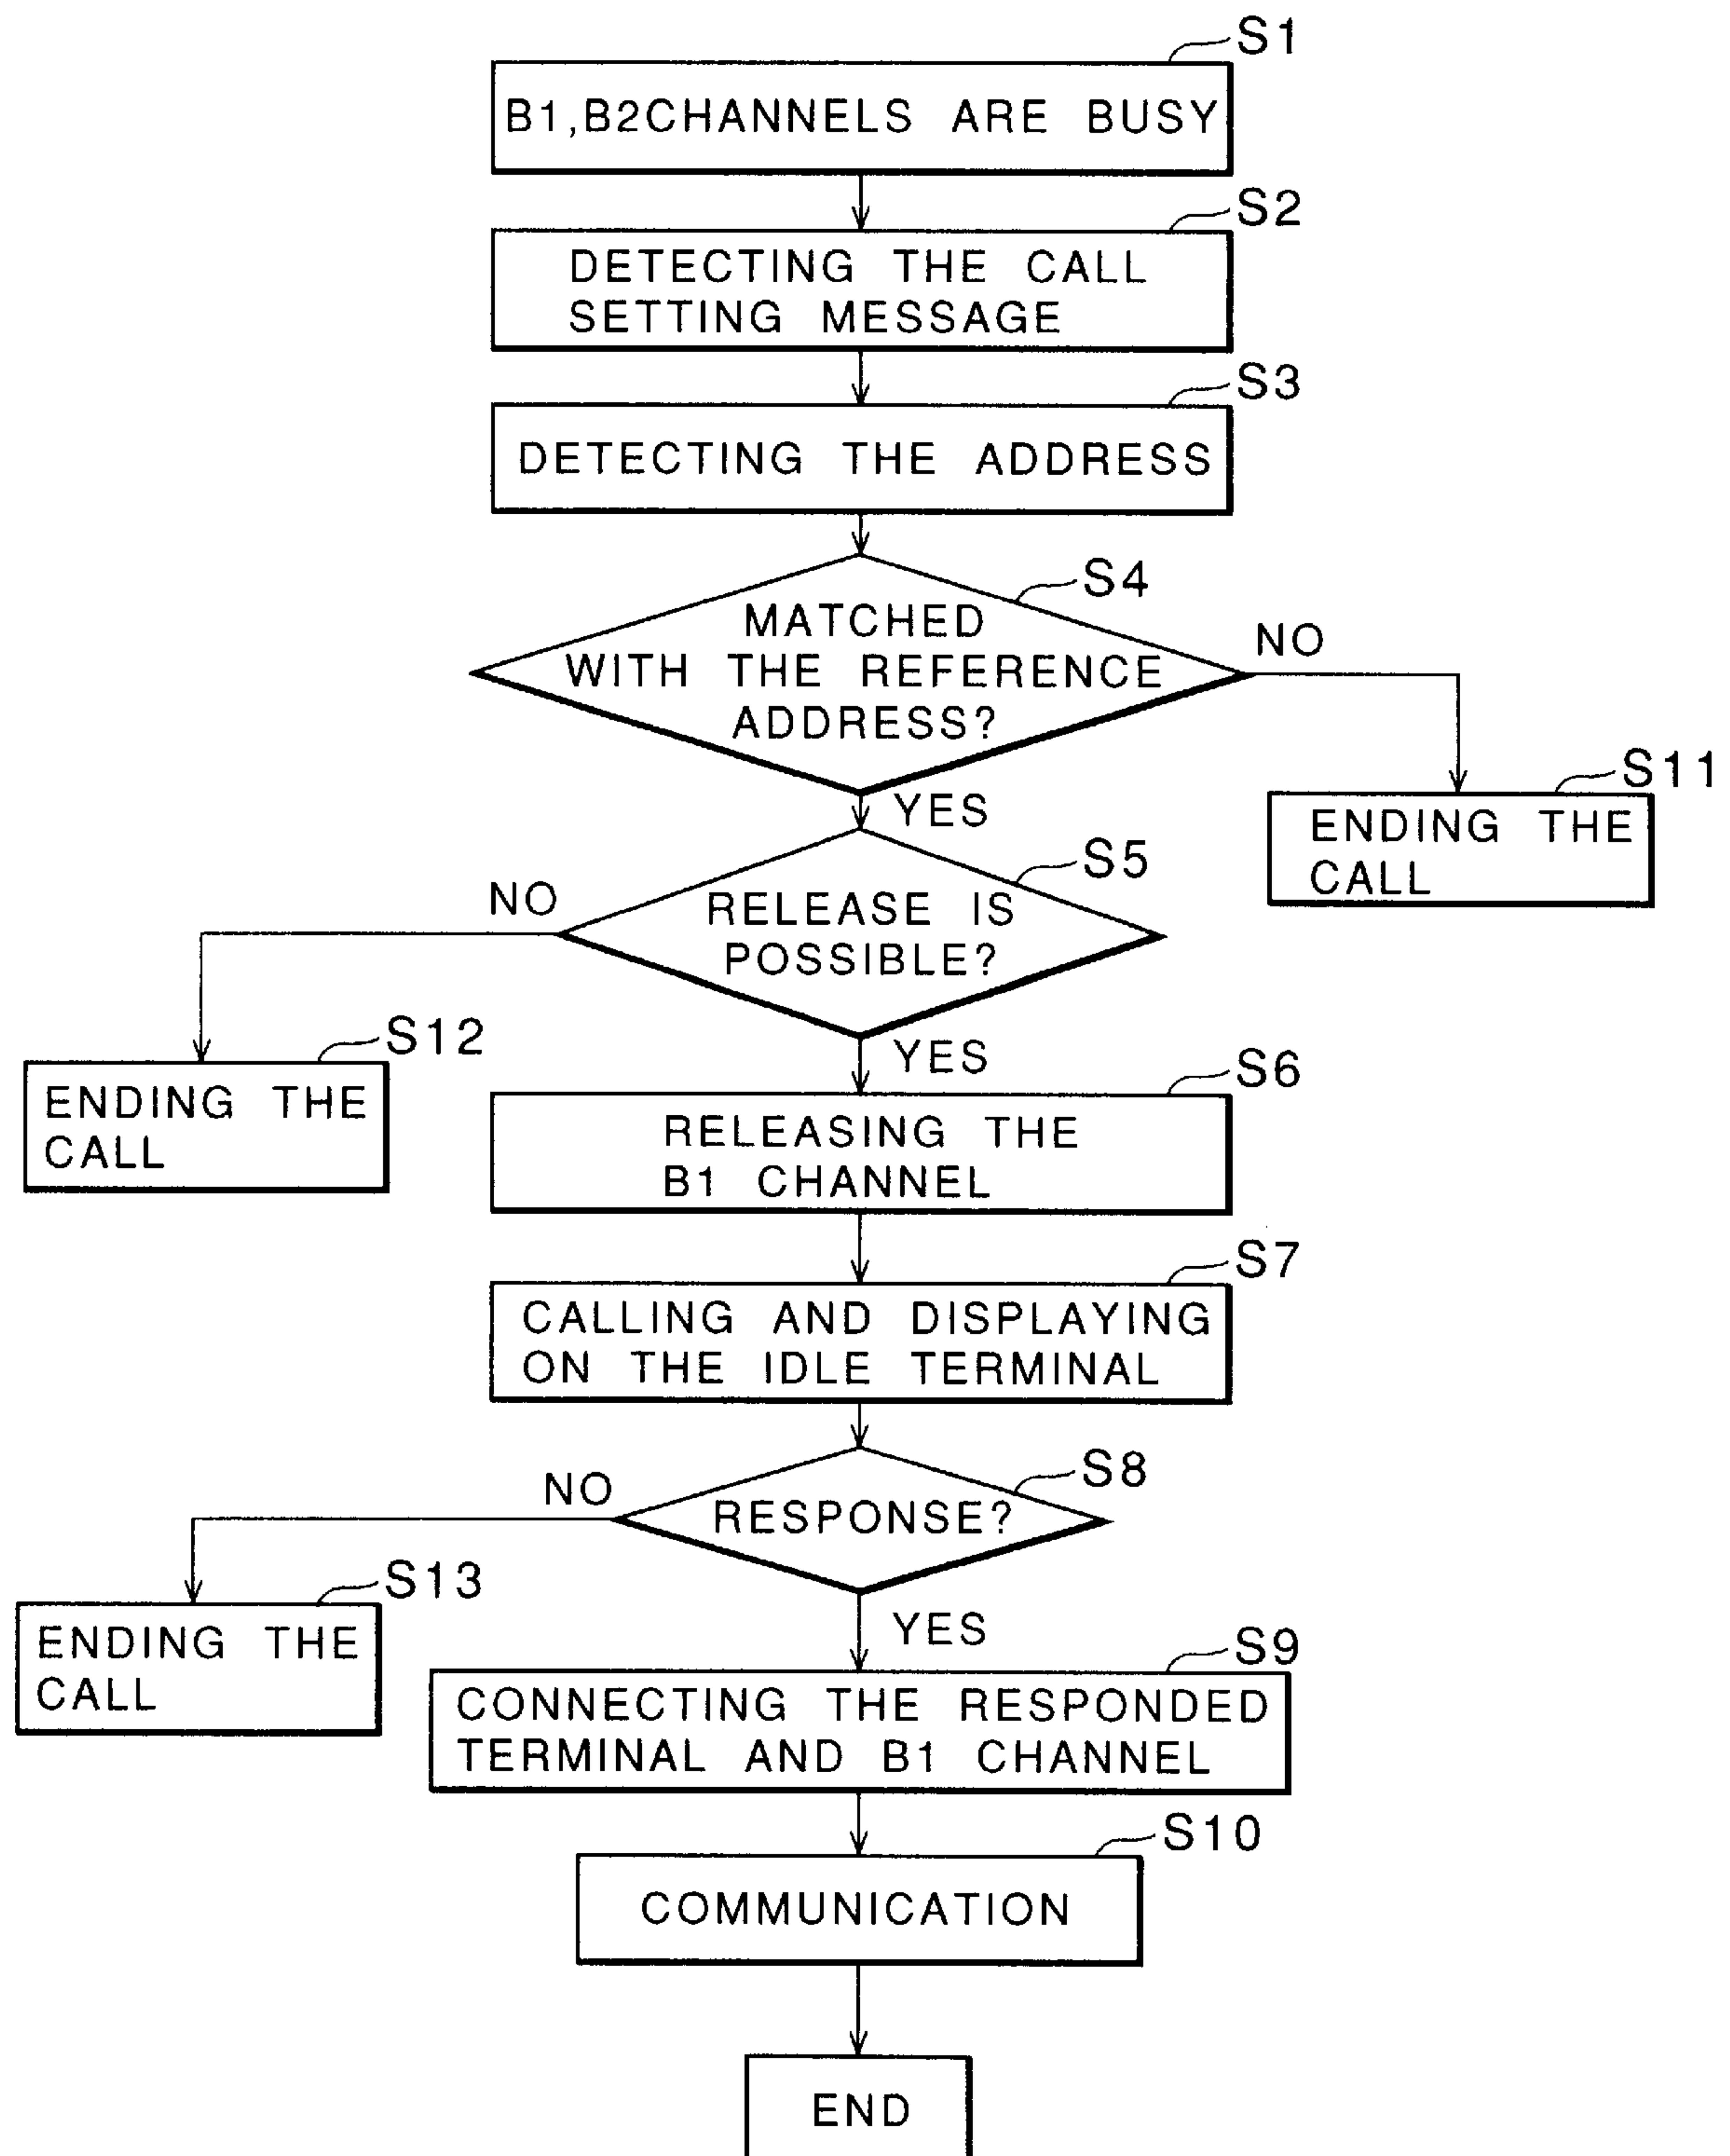 S1
B1,B2CHANNELS ARE BUSY
S2
DETECTING THE CALL
SETTING MESSAGE
S3
DETECTING THE ADDRESS
S4
MATCHED
WITH THE REFERENCE
ADDRESS?
NO
YES
S11
ENDING THE
CALL
S5
RELEASE IS
POSSIBLE?
NO
YES
S12
ENDING THE
CALL
S6
RELEASING THE
B1 CHANNEL
S7
CALLING AND DISPLAYING
ON THE IDLE TERMINAL
S8
RESPONSE?
NO
YES
S13
ENDING THE
CALL
S9
CONNECTING THE RESPONDED
TERMINAL AND B1 CHANNEL
S10
COMMUNICATION
END